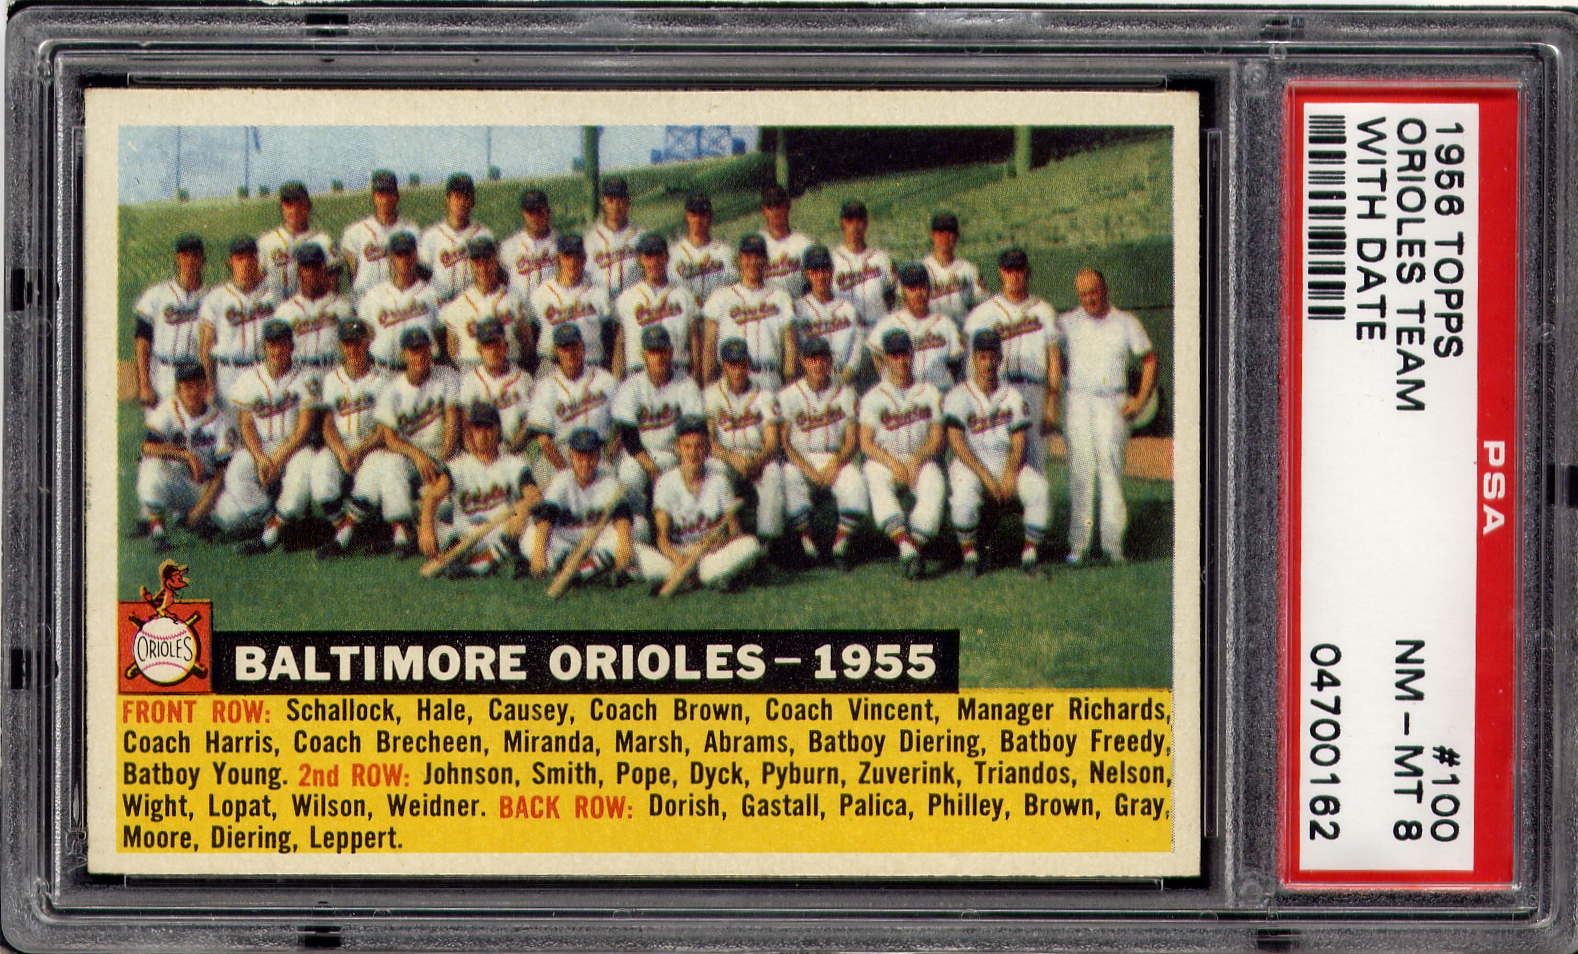 ORIOLES
BALTIMORE ORIOLES – 1955
FRONT ROW: Schallock, Hale, Causey, Coach Brown, Coach Vincent, Manager Richards,
Coach Harris, Coach Brecheen, Miranda, Marsh, Abrams, Batboy Diering, Batboy Freedy,
Batboy Young. 2nd ROW: Johnson, Smith, Pope, Dyck, Pyburn, Zuverink, Triandos, Nelson,
Wight, Lopat, Wilson, Weidner. BACK ROW: Dorish, Gastall, Palica, Philley, Brown, Gray,
Moore, Diering, Leppert.
PSA
1956 TOPPS #100
ORIOLES TEAM NM - MT 8
WITH DATE
04700162